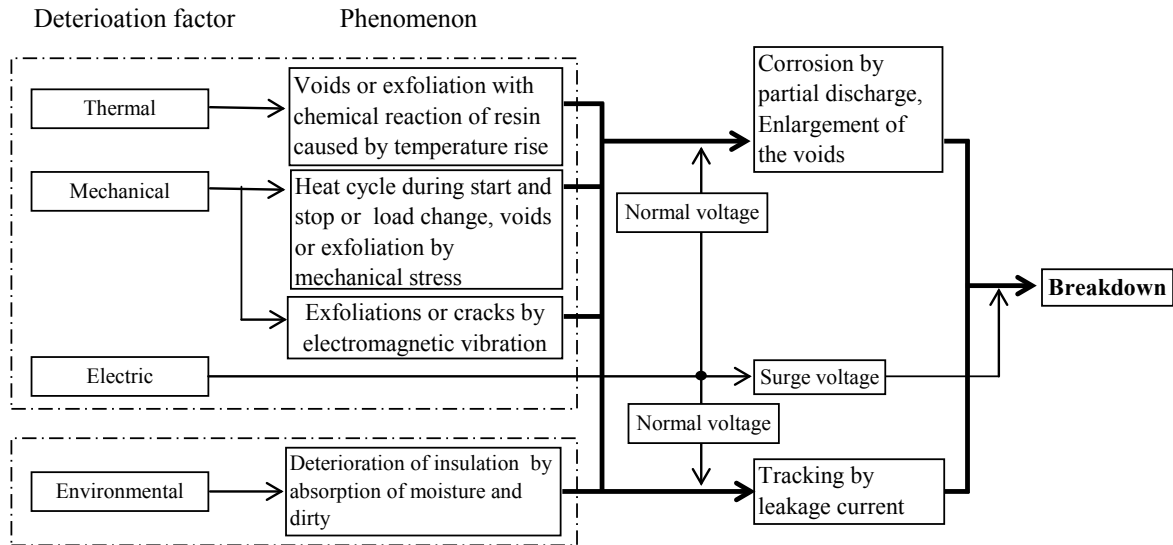 Deterioation factor
Phenomenon
Thermal
Voids or exfoliation with
chemical reaction of resin
caused by temperature rise
Mechanical
Heat cycle during start and
stop or load change, voids
or exfoliation by
mechanical stress
Exfoliations or cracks by
electromagnetic vibration
Electric
Environmental
Deterioration of insulation by
absorption of moisture and
dirty
Normal voltage
Normal voltage
Corrosion by
partial discharge,
Enlargement of
the voids
Surge voltage
Tracking by
leakage current
Breakdown